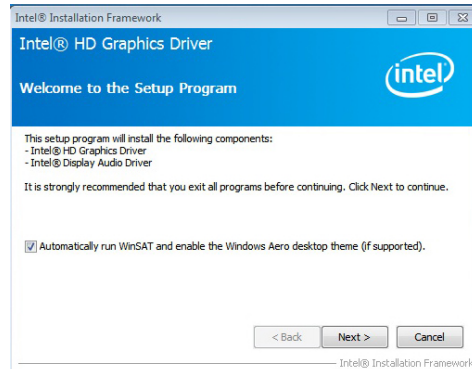 Intel® Installation Framework
Intel® HD Graphics Driver
Welcome to the Setup Program
intel
This setup program will install the following components:
- Intel® HD Graphics Driver
- Intel® Display Audio Driver
It is strongly recommended that you exit all programs before continuing. Click Next to continue.
Automatically run WinSAT and enable the Windows Aero desktop theme (if supported).
< Back Next > Cancel
Intel® Installation Framework